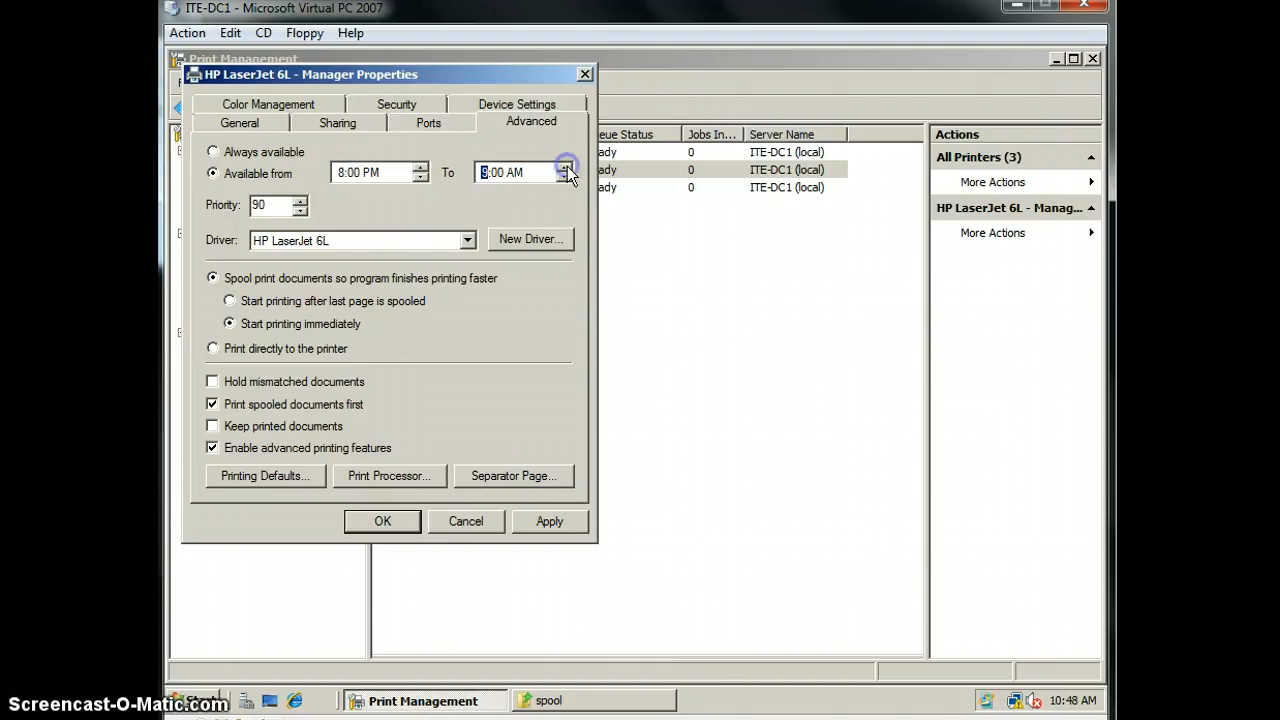 ITE-DC1 - Microsoft Virtual PC 2007
Action Edit CD Floppy Help
Print Management
HP LaserJet 6L - Manager Properties
Color Management Security Device Settings
General Sharing Ports Advanced
Always available
Available from 8:00 PM To 9:00 AM
Priority: 90
Driver: HP LaserJet 6L New Driver...
Spool print documents so program finishes printing faster
Start printing after last page is spooled
Start printing immediately
Print directly to the printer
Hold mismatched documents
Print spooled documents first
Keep printed documents
Enable advanced printing features
Printing Defaults... Print Processor... Separator Page...
OK Cancel Apply
Status Jobs In... Server Name
0 ITE-DC1 (local)
0 ITE-DC1 (local)
0 ITE-DC1 (local)
Actions
All Printers (3)
More Actions
HP LaserJet 6L - Manag...
More Actions
Print Management spool 10:48 AM
Screencast-O-Matic.com